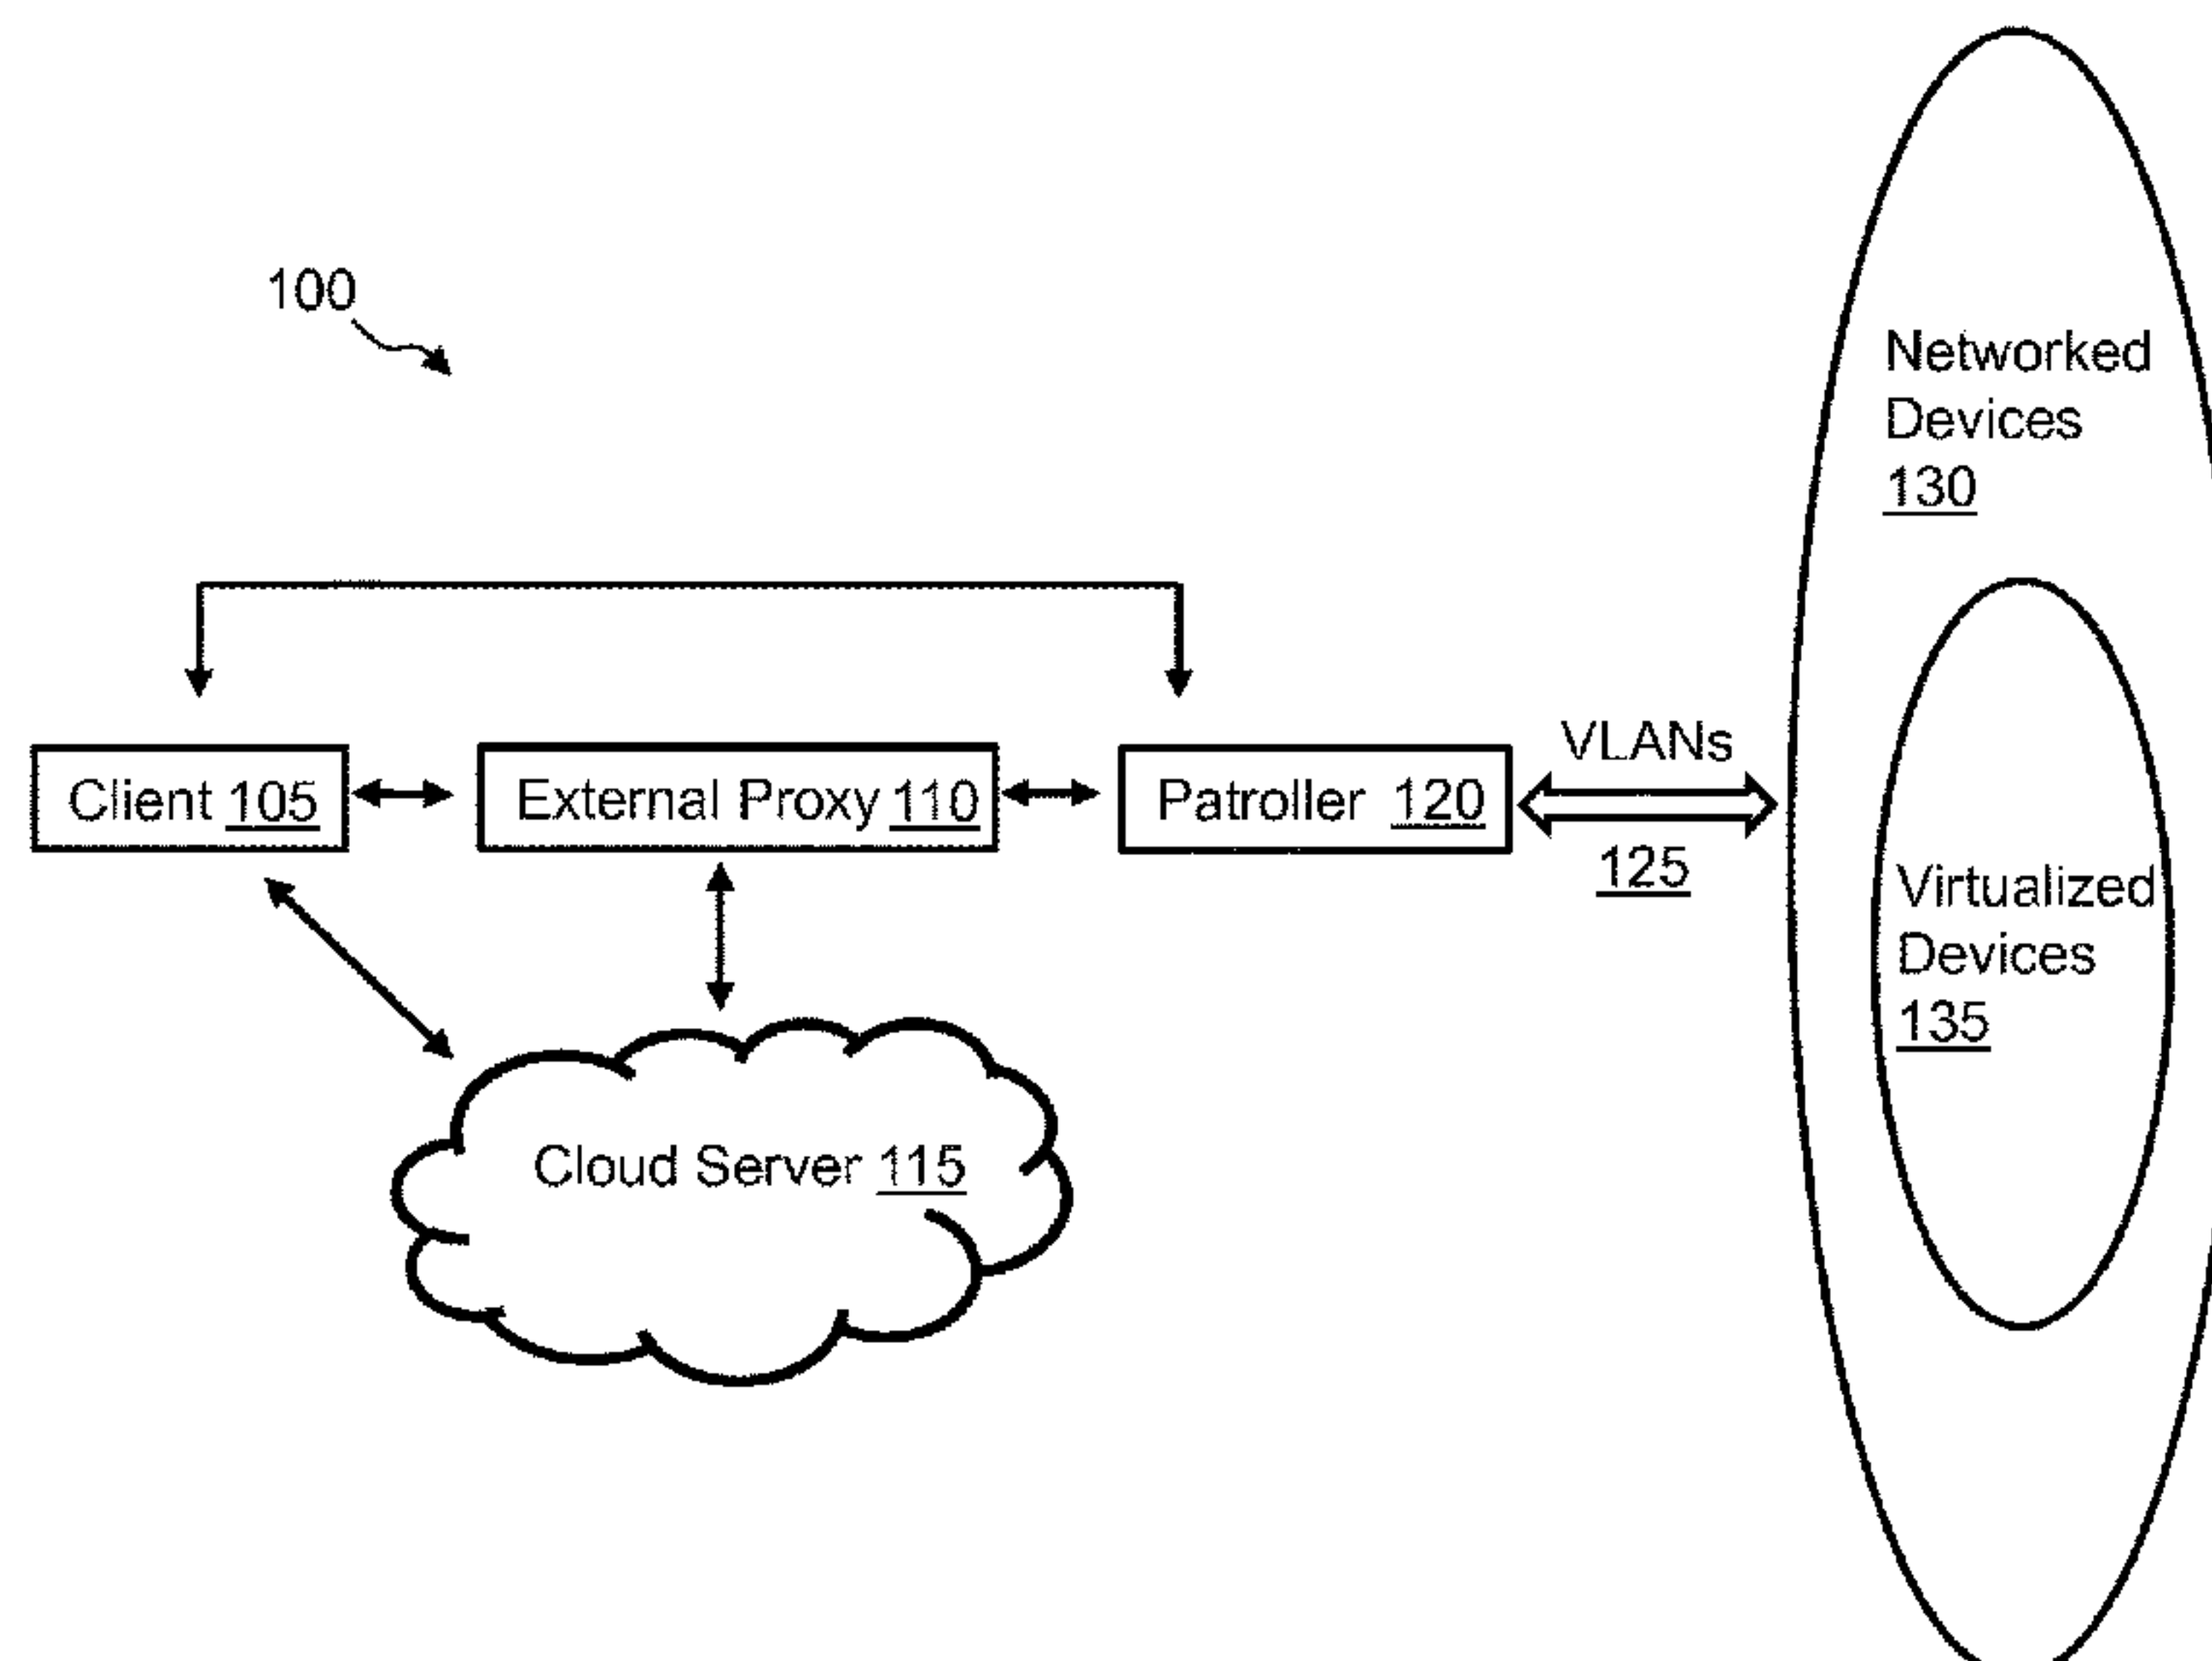 100
Networked
Devices
130
Client 105
External Proxy 110
Patroller 120
VLANs
125
Virtualized
Devices
135
Cloud Server 115